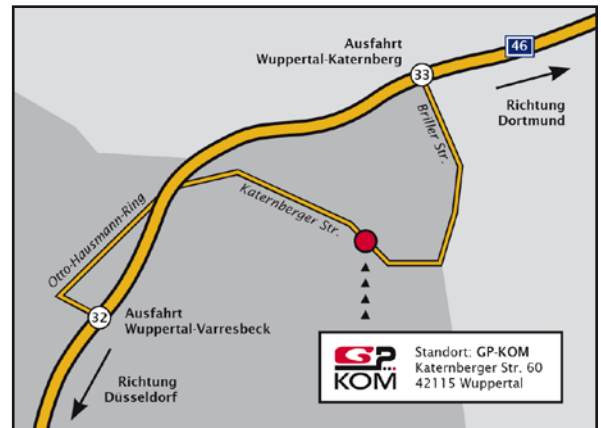 46
Ausfahrt
Wuppertal-Katernberg
33
Richtung
Dortmund
Briller Str.
Katernberger Str.
Otto-Hausmann-Ring
32
Ausfahrt
Wuppertal-Varresbeck
Richtung
Düsseldorf
GP...
KOM
Standort: GP-KOM
Katernberger Str. 60
42115 Wuppertal